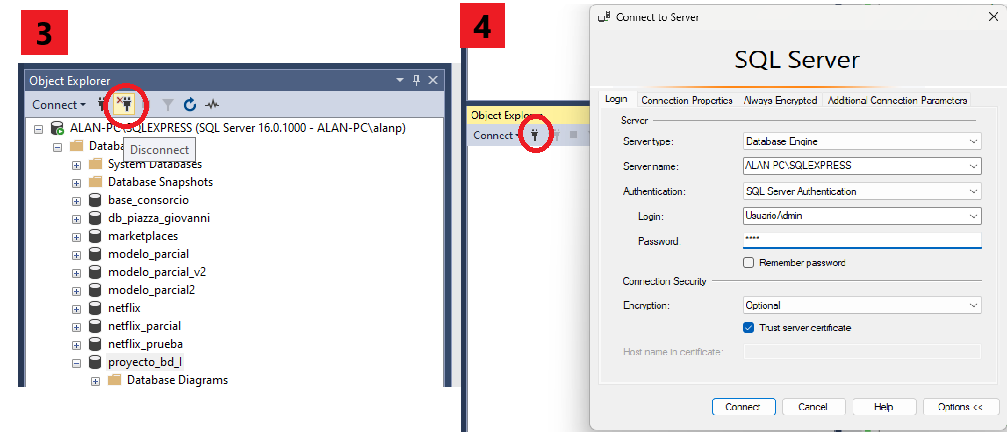 3
Object Explorer
Connect
ALAN-PC\SQLEXPRESS (SQL Server 16.0.1000 - ALAN-PC\alanp)
Disconnect
System Databases
Database Snapshots
base_consorcio
db_piazza_giovanni
marketplaces
modelo_parcial
modelo_parcial_v2
modelo_parcial2
netflix
netflix_parcial
netflix_prueba
proyecto_bd_I
Database Diagrams
4
Object Explorer
Connect
Connect to Server
SQL Server
Login Connection Properties Always Encrypted Additional Connection Parameters
Server
Server type: Database Engine
Server name: ALAN-PC\SQLEXPRESS
Authentication: SQL Server Authentication
Login: UsuarioAdmin
Password: ****
Remember password
Connection Security
Encryption: Optional
Trust server certificate
Host name in certificate:
Connect Cancel Help Options <<